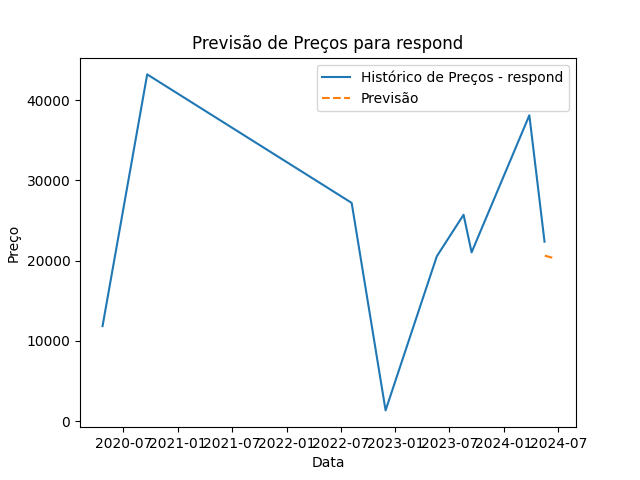 Previsão de Preços para respond
Histórico de Preços - respond
Previsão
Preço
40000
30000
20000
10000
0
2020-07 2021-01 2021-07 2022-01 2022-07 2023-01 2023-07 2024-01 2024-07
Data